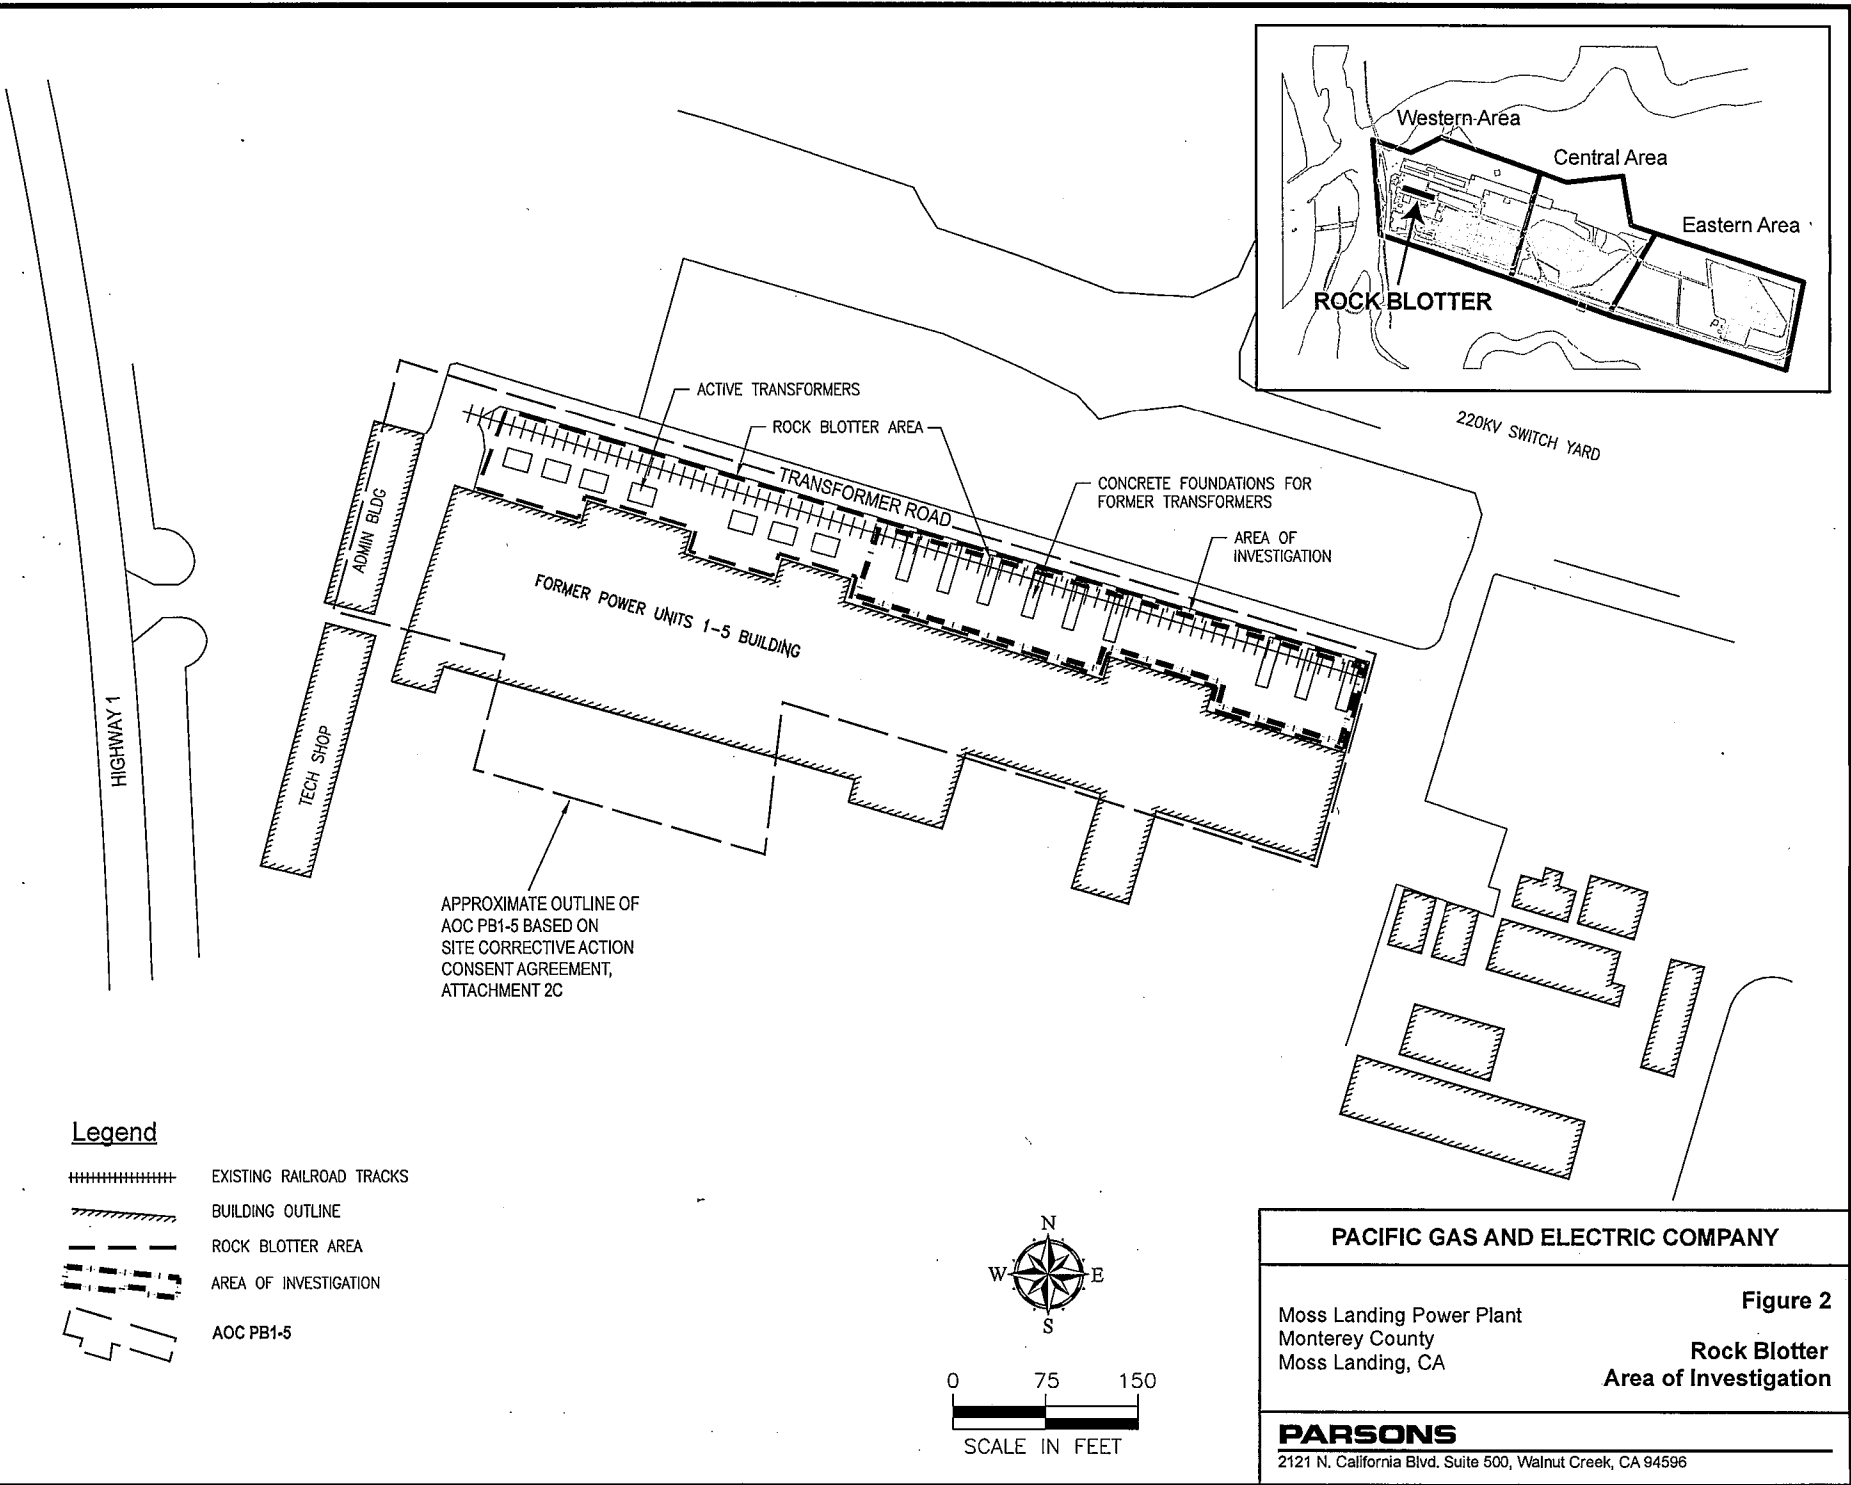 Western Area
Central Area
Eastern Area
ROCK BLOTTER
220KV SWITCH YARD
ACTIVE TRANSFORMERS
ROCK BLOTTER AREA
TRANSFORMER ROAD
CONCRETE FOUNDATIONS FOR
FORMER TRANSFORMERS
AREA OF
INVESTIGATION
ADMIN BLDG
FORMER POWER UNITS 1-5 BUILDING
HIGHWAY 1
TECH SHOP
APPROXIMATE OUTLINE OF
AOC PB1-5 BASED ON
SITE CORRECTIVE ACTION
CONSENT AGREEMENT,
ATTACHMENT 2C
Legend
EXISTING RAILROAD TRACKS
BUILDING OUTLINE
ROCK BLOTTER AREA
AREA OF INVESTIGATION
AOC PB1-5
N
W
E
S
0 75 150
SCALE IN FEET
PACIFIC GAS AND ELECTRIC COMPANY
Moss Landing Power Plant
Monterey County
Moss Landing, CA
Figure 2
Rock Blotter
Area of Investigation
PARSONS
2121 N. California Blvd. Suite 500, Walnut Creek, CA 94596